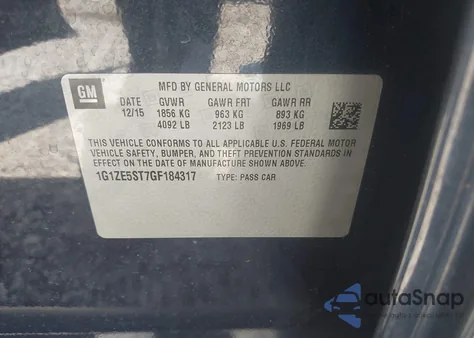 GM
MFD BY GENERAL MOTORS LLC
DATE GVWR GAWR FRT GAWR RR
12/15 1856 KG 963 KG 893 KG
4092 LB 2123 LB 1969 LB
THIS VEHICLE CONFORMS TO ALL APPLICABLE U.S. FEDERAL MOTOR
VEHICLE SAFETY, BUMPER, AND THEFT PREVENTION STANDARDS IN
EFFECT ON THE DATE OF MANUFACTURE SHOWN ABOVE.
1G1ZE5ST7GF184317 TYPE: PASS CAR
autoSnap